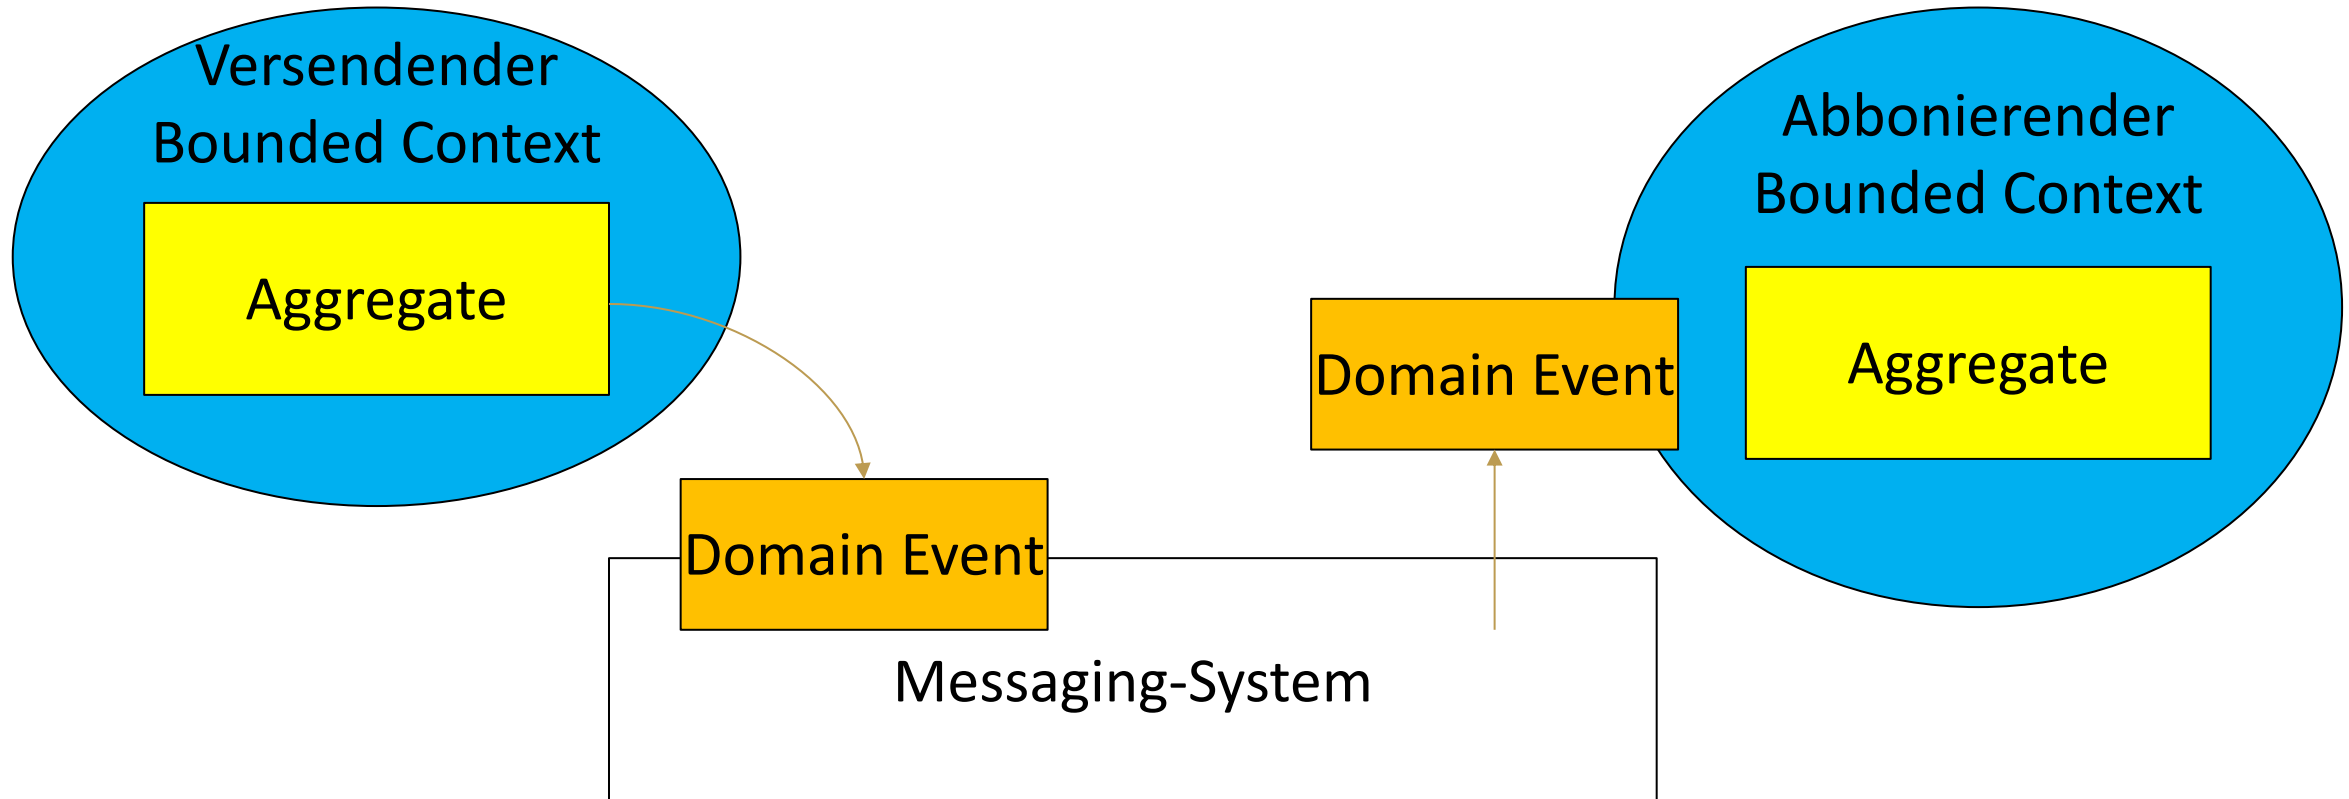 Versendender
Bounded Context
Aggregate
Abbonierender
Bounded Context
Aggregate
Domain Event
Domain Event
Messaging-System